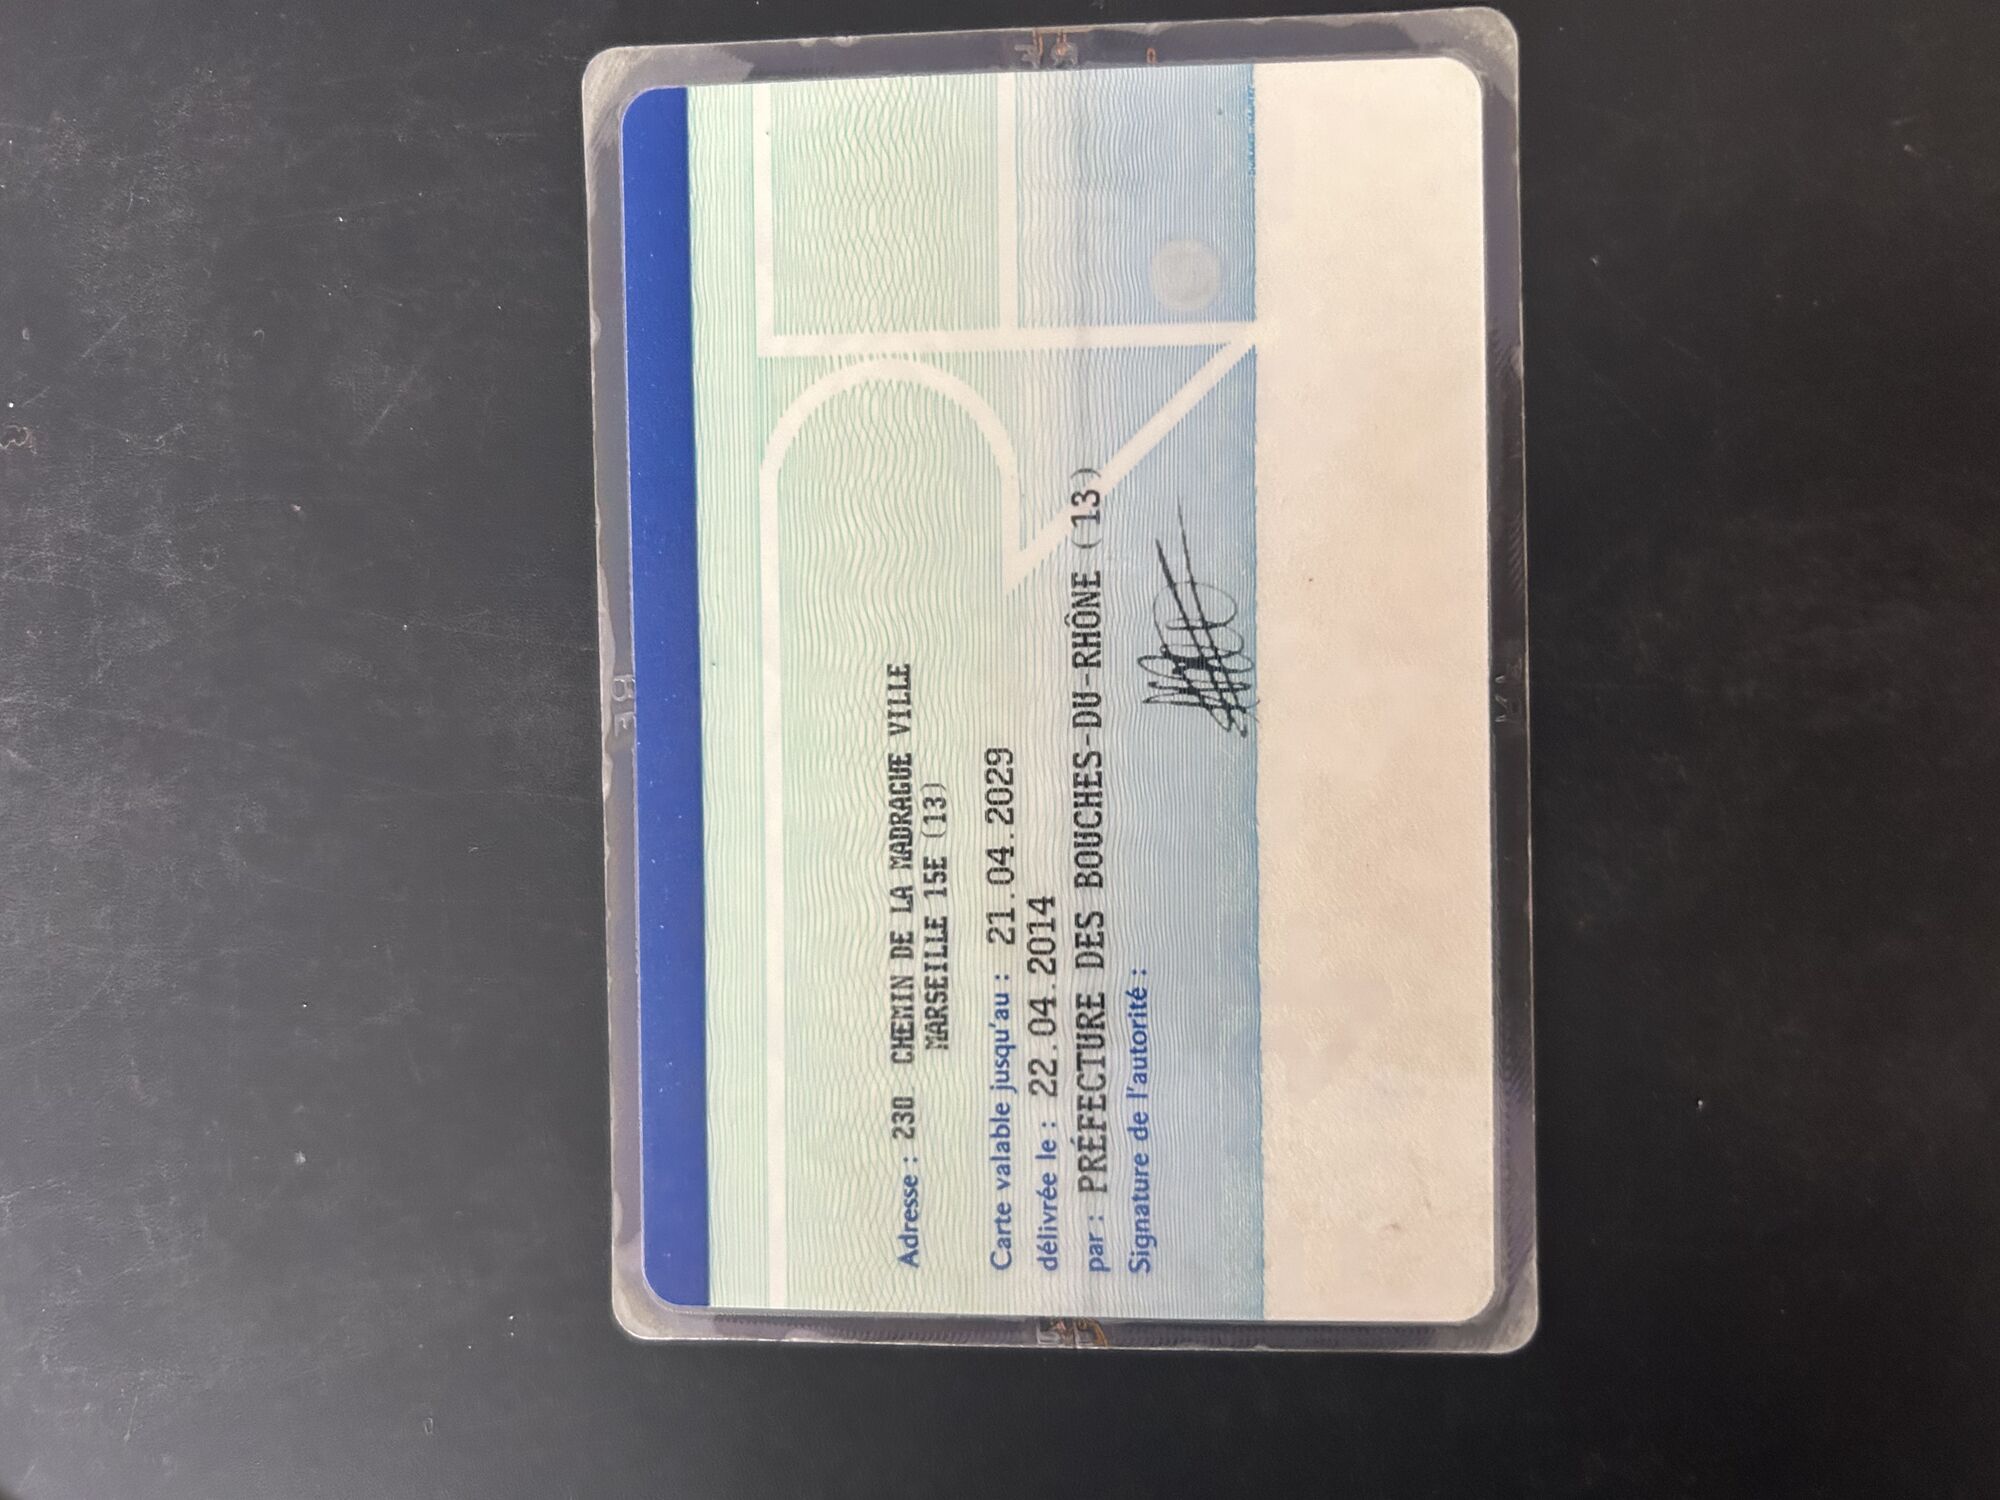 Adresse : 230 CHEMIN DE LA MADRAGUE VILLE
MARSEILLE 15E (13)
Carte valable jusqu'au : 21.04.2029
délivrée le : 22.04.2014
par : PRÉFECTURE DES BOUCHES-DU-RHÔNE (13)
Signature de l'autorité :